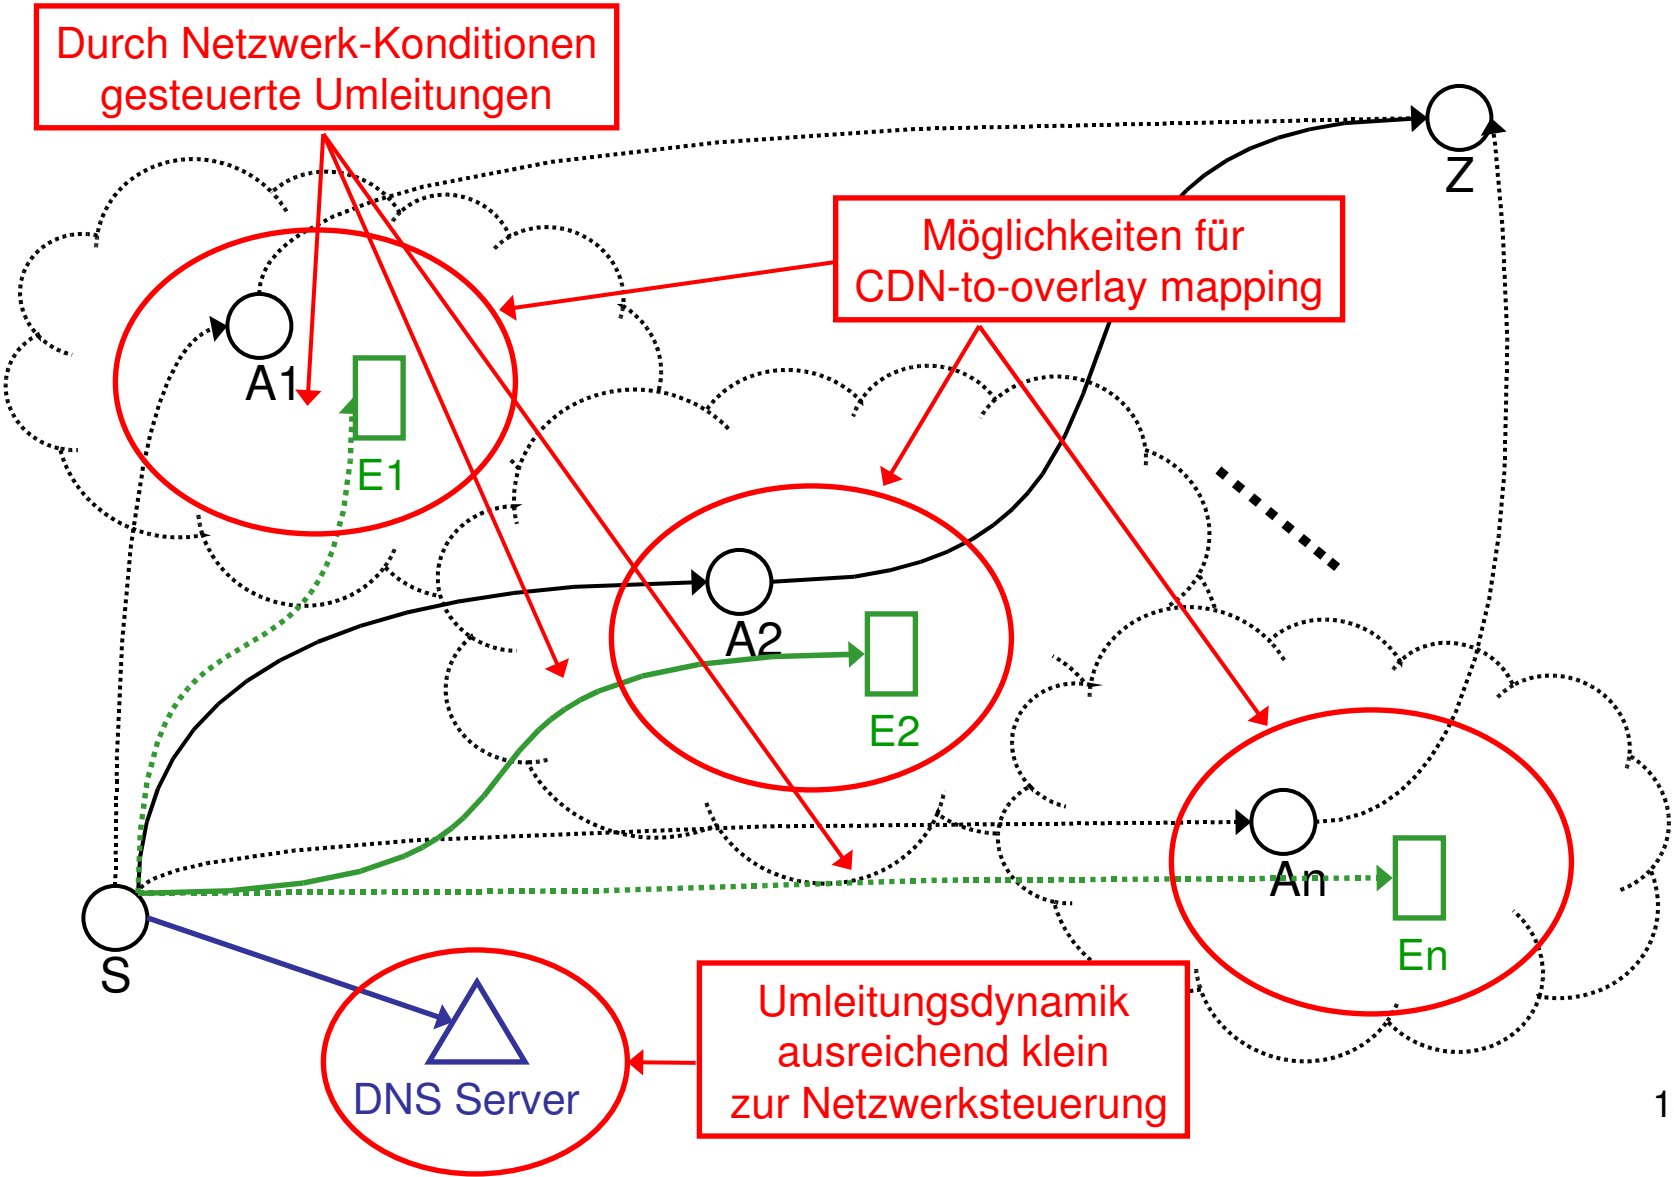 Durch Netzwerk-Konditionen
gesteuerte Umleitungen
Z
Möglichkeiten für
CDN-to-overlay mapping
A1
E1
A2
E2
An
En
S
DNS Server
Umleitungsdynamik
ausreichend klein
zur Netzwerksteuerung
1